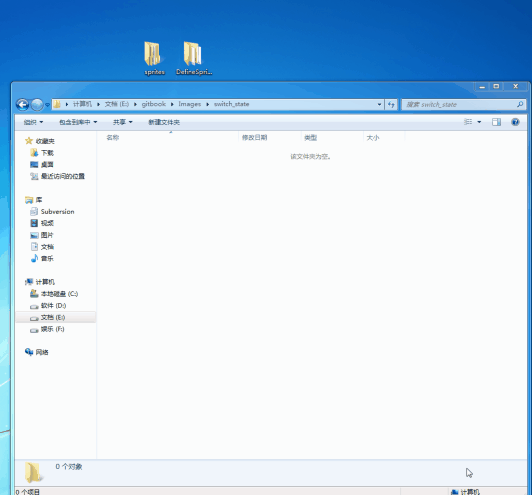 sprites
DefineSpri...
计算机 文档 (E:) gitbook Images switch_state
搜索 switch_state
组织 包含到库中 共享 新建文件夹
名称 修改日期 类型 大小
该文件夹为空。
收藏夹
下载
桌面
最近访问的位置
库
Subversion
视频
图片
文档
音乐
计算机
本地磁盘 (C:)
软件 (D:)
文档 (E:)
娱乐 (F:)
网络
0 个对象
0 个项目
计算机